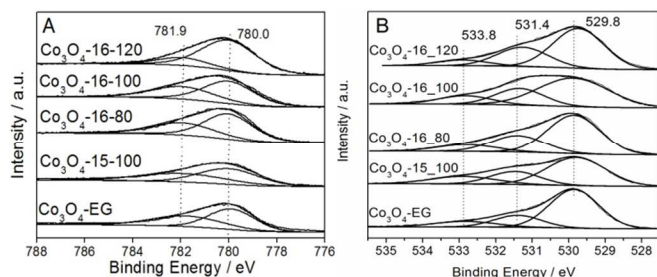 A
781.9
780.0
Co₃O₄-16-120
Co₃O₄-16-100
Co₃O₄-16-80
Co₃O₄-15-100
Co₃O₄-EG
Intensity / a.u.
788 786 784 782 780 778 776
Binding Energy / eV
B
533.8
531.4
529.8
Co₃O₄-16_120
Co₃O₄-16_100
Co₃O₄-16_80
Co₃O₄-15_100
Co₃O₄-EG
Intensity / a.u.
535 534 533 532 531 530 529 528
Binding Energy / eV